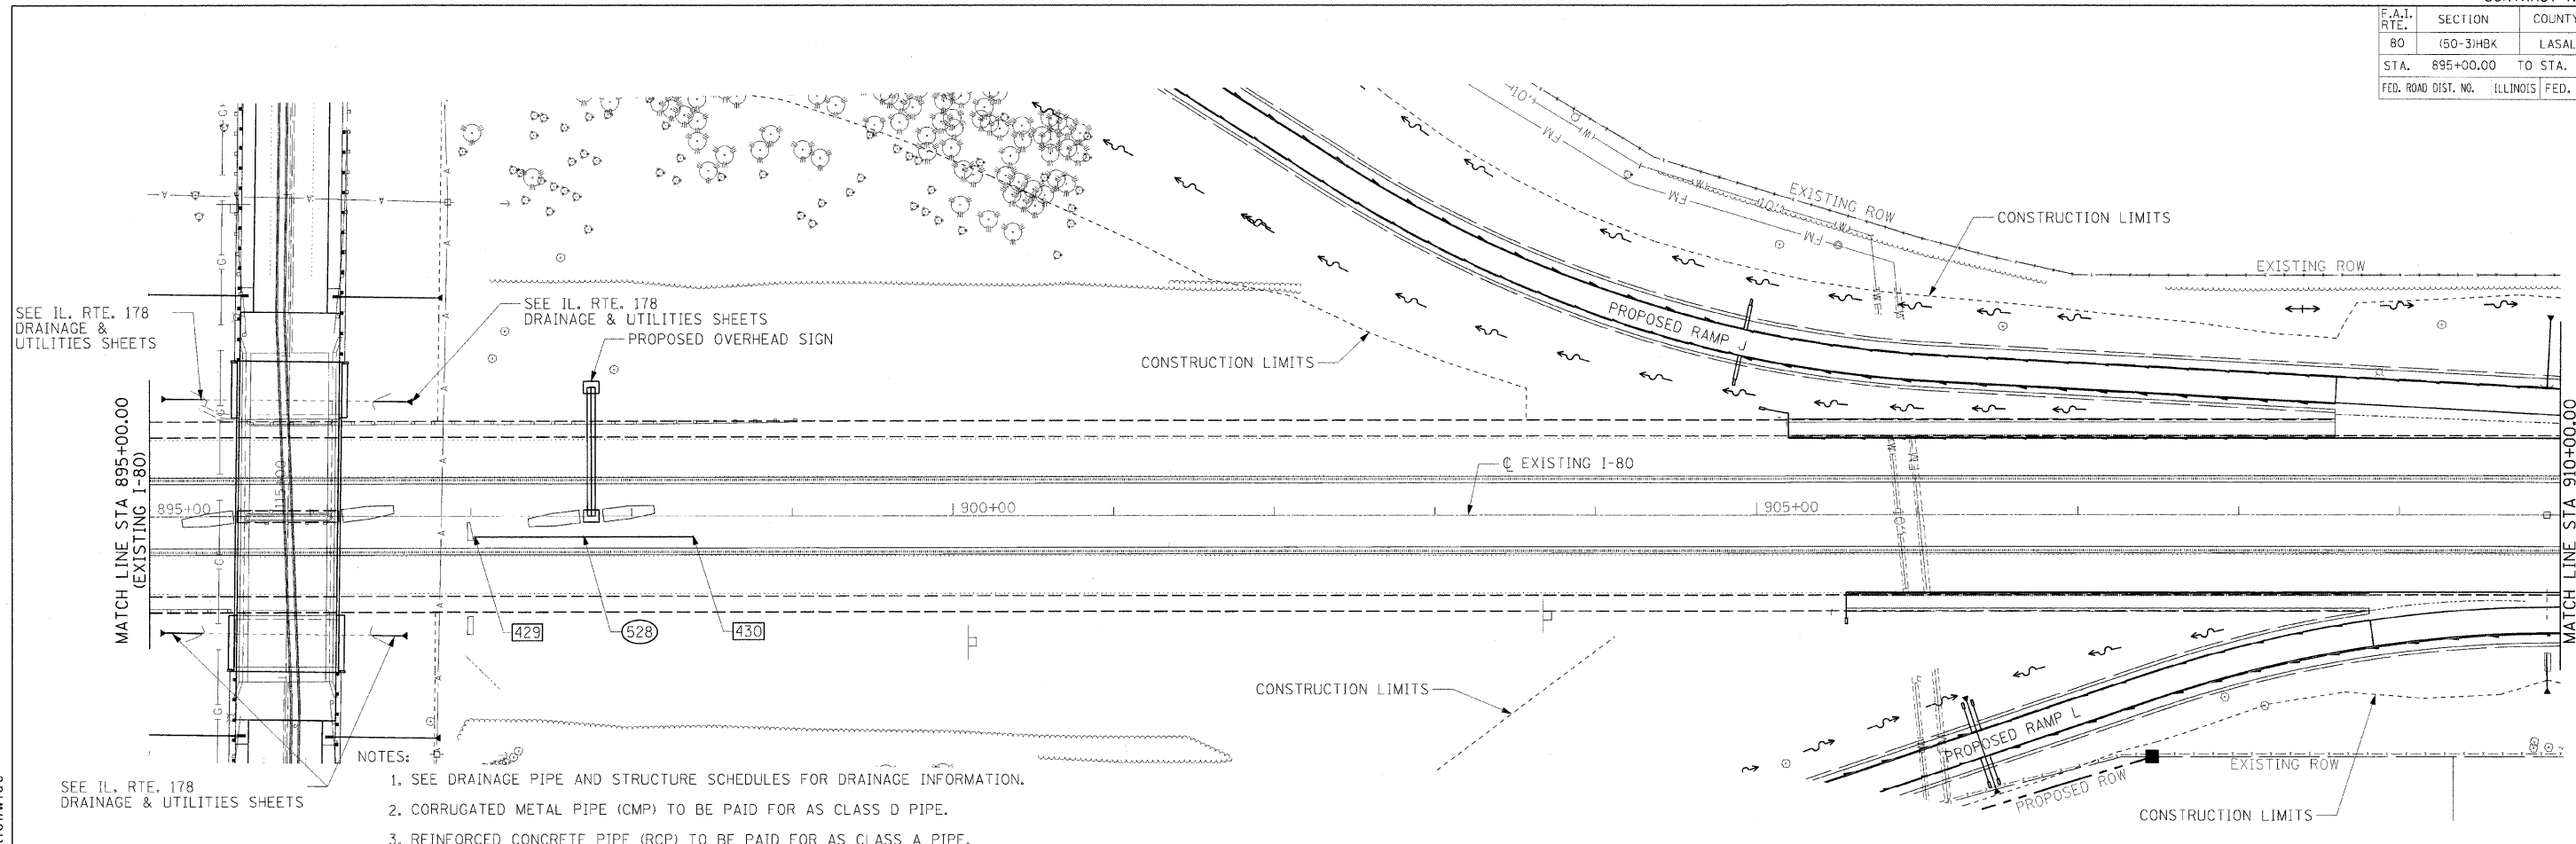 F.A.I. RTE. SECTION COUNTY
80 (50-3)HBK LASAL
STA. 895+00.00 TO STA.
FED. ROAD DIST. NO. ILLINOIS FED.
EXISTING ROW
CONSTRUCTION LIMITS
EXISTING ROW
SEE IL. RTE. 178
DRAINAGE &
UTILITIES SHEETS
SEE IL. RTE. 178
DRAINAGE & UTILITIES SHEETS
PROPOSED OVERHEAD SIGN
CONSTRUCTION LIMITS
PROPOSED RAMP J
MATCH LINE STA 895+00.00
(EXISTING I-80)
℄ EXISTING I-80
895+00
900+00
905+00
MATCH LINE STA 910+00.00
429
528
430
CONSTRUCTION LIMITS
PROPOSED RAMP L
EXISTING ROW
PROPOSED ROW
CONSTRUCTION LIMITS
SEE IL. RTE. 178
DRAINAGE & UTILITIES SHEETS
NOTES:
1. SEE DRAINAGE PIPE AND STRUCTURE SCHEDULES FOR DRAINAGE INFORMATION.
2. CORRUGATED METAL PIPE (CMP) TO BE PAID FOR AS CLASS D PIPE.
3. REINFORCED CONCRETE PIPE (RCP) TO BE PAID FOR AS CLASS A PIPE.
FM
FM
FM
W
G
G
G
G
G
A
A
A